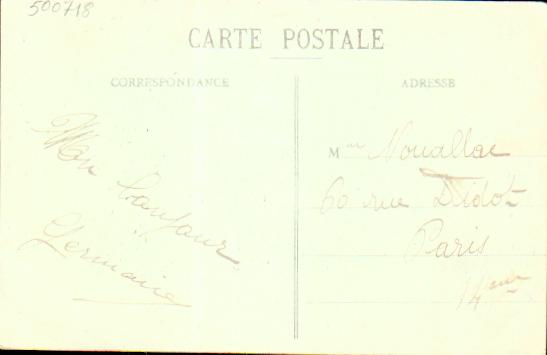 500718
CARTE POSTALE
CORRESPONDANCE
ADRESSE
Mon bonjour
Germaine
Mme Nouallac
60 rue Didot
Paris
14eme